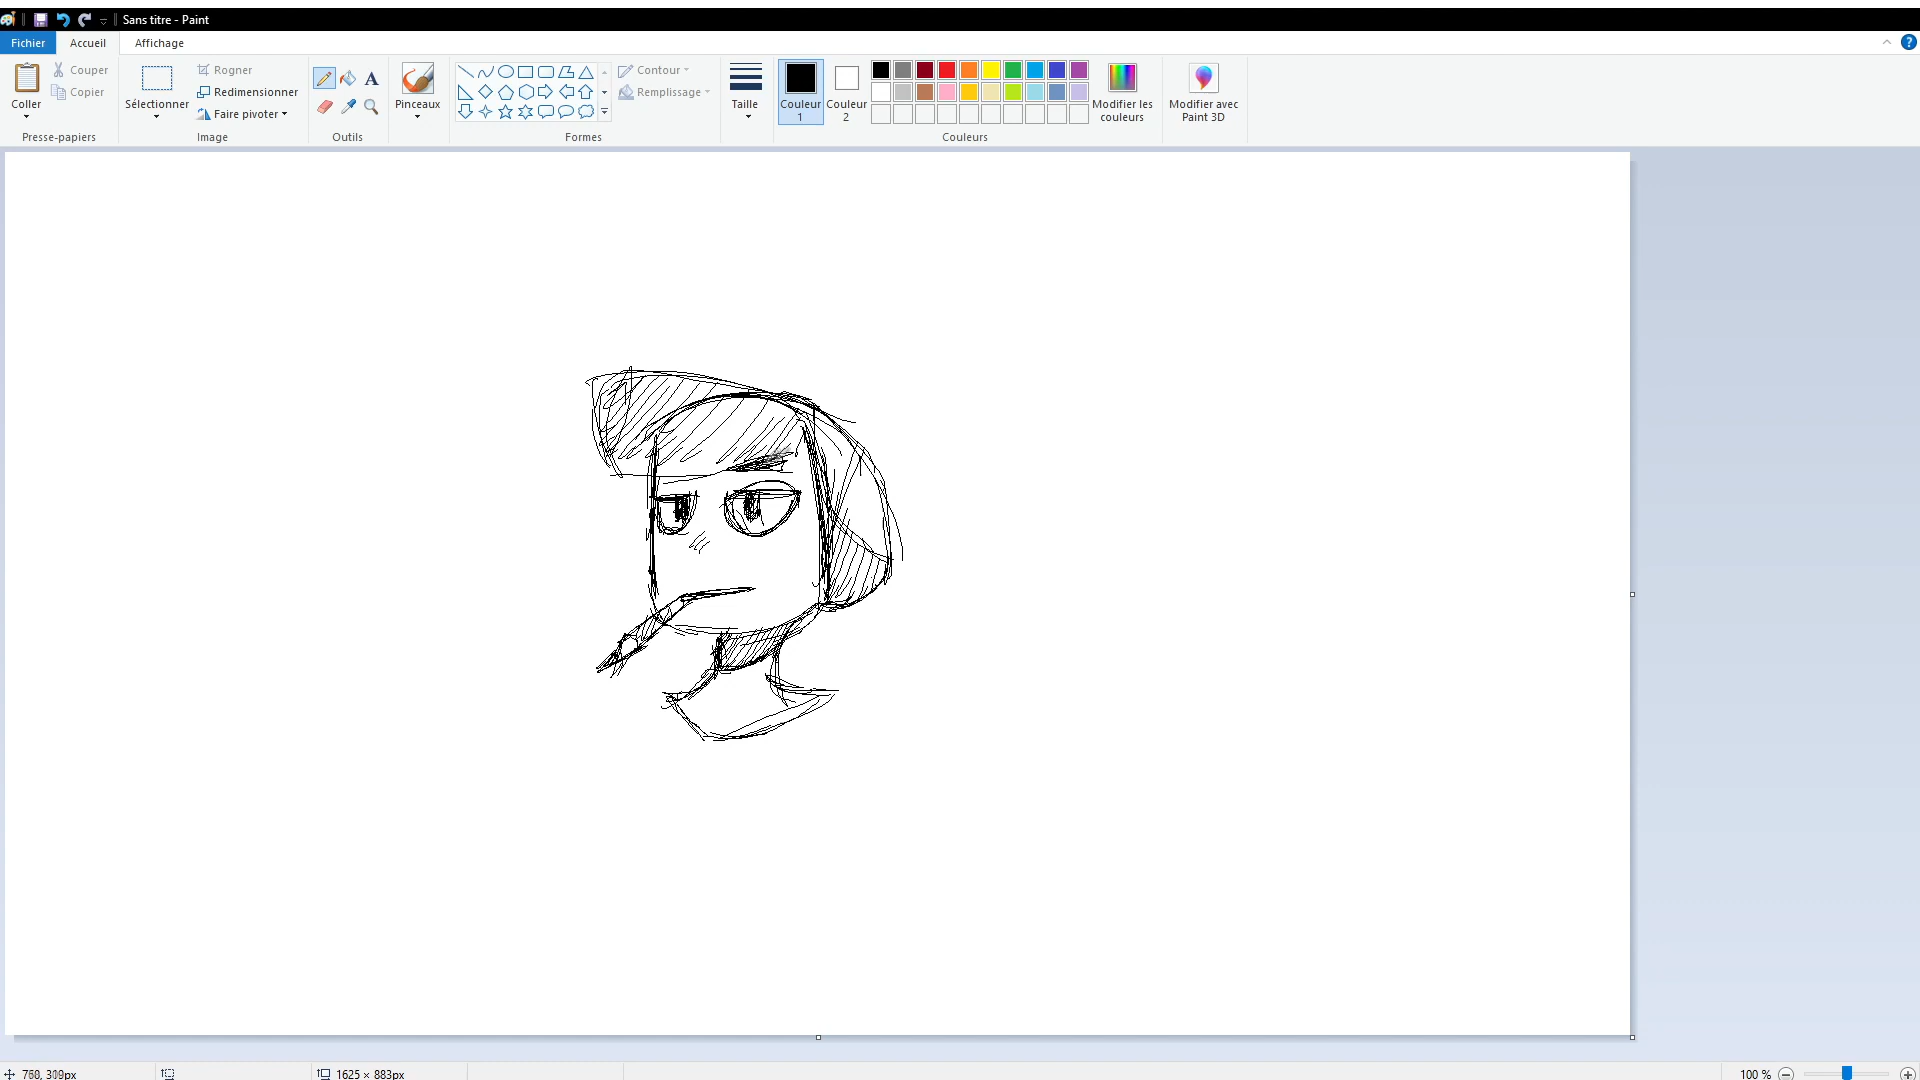 Sans titre - Paint
Fichier Accueil Affichage
Coller
Couper
Copier
Presse-papiers
Sélectionner
Rogner
Redimensionner
Faire pivoter
Image
A
Outils
Pinceaux
Contour
Remplissage
Formes
Taille
Couleur
1
Couleur
2
Modifier les
couleurs
Couleurs
Modifier avec
Paint 3D
?
1625 × 883px
100 %